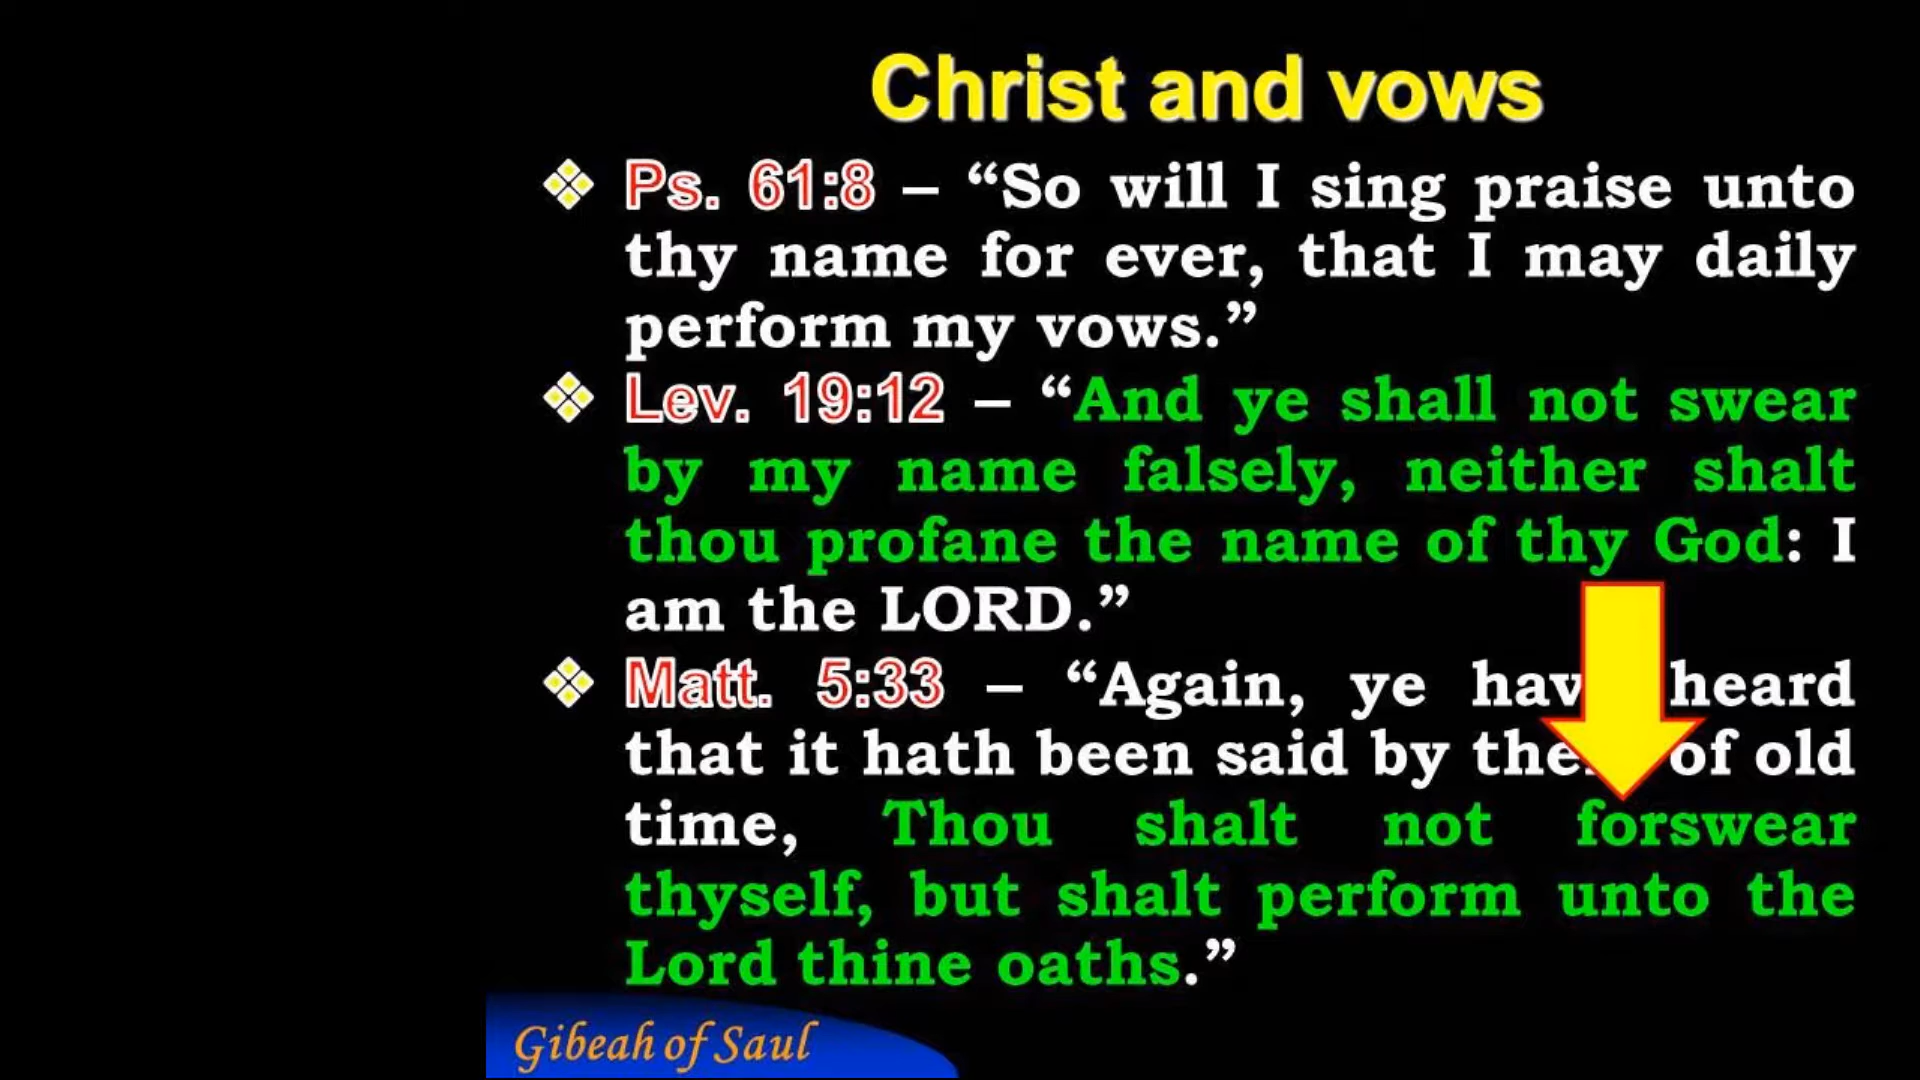 Christ and vows
Ps. 61:8 – “So will I sing praise unto
thy name for ever, that I may daily
perform my vows.”
Lev. 19:12 – “And ye shall not swear
by my name falsely, neither shalt
thou profane the name of thy God: I
am the LORD.”
Matt. 5:33 – “Again, ye hav heard
that it hath been said by the of old
time, Thou shalt not forswear
thyself, but shalt perform unto the
Lord thine oaths.”
Gibeah of Saul